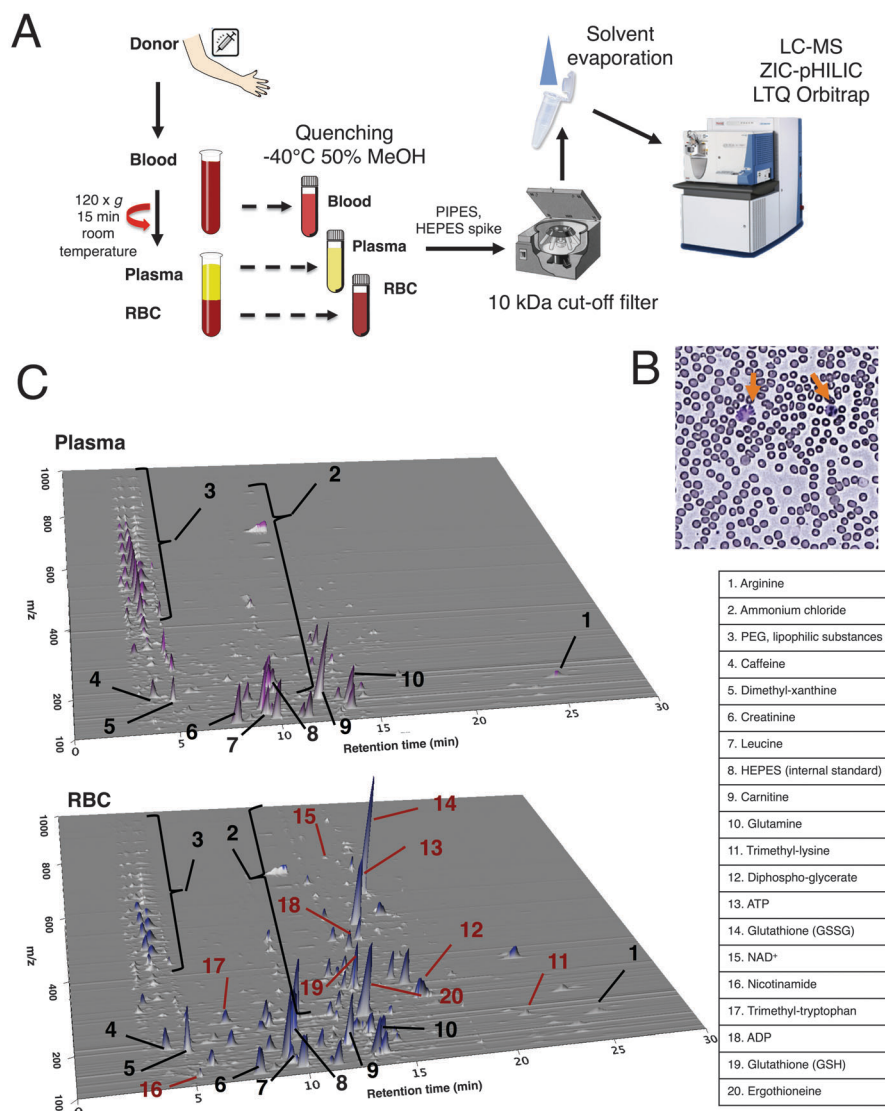 A
Donor
Blood
120 x g
15 min
room
temperature
Plasma
RBC
Quenching
-40°C 50% MeOH
Blood
Plasma
RBC
PIPES,
HEPES spike
Solvent
evaporation
10 kDa cut-off filter
LC-MS
ZIC-pHILIC
LTQ Orbitrap
B
C
Plasma
1000
800
600
400
200
100
m/z
0
5
10
15
20
25
30
Retention time (min)
3
2
1
4
5
6
7
8
9
10
RBC
1000
800
600
400
200
100
m/z
0
5
10
15
20
25
30
Retention time (min)
3
2
15
14
13
18
12
17
19
20
11
1
4
5
16
6
7
8
9
10
1. Arginine
2. Ammonium chloride
3. PEG, lipophilic substances
4. Caffeine
5. Dimethyl-xanthine
6. Creatinine
7. Leucine
8. HEPES (internal standard)
9. Carnitine
10. Glutamine
11. Trimethyl-lysine
12. Diphospho-glycerate
13. ATP
14. Glutathione (GSSG)
15. NAD⁺
16. Nicotinamide
17. Trimethyl-tryptophan
18. ADP
19. Glutathione (GSH)
20. Ergothioneine